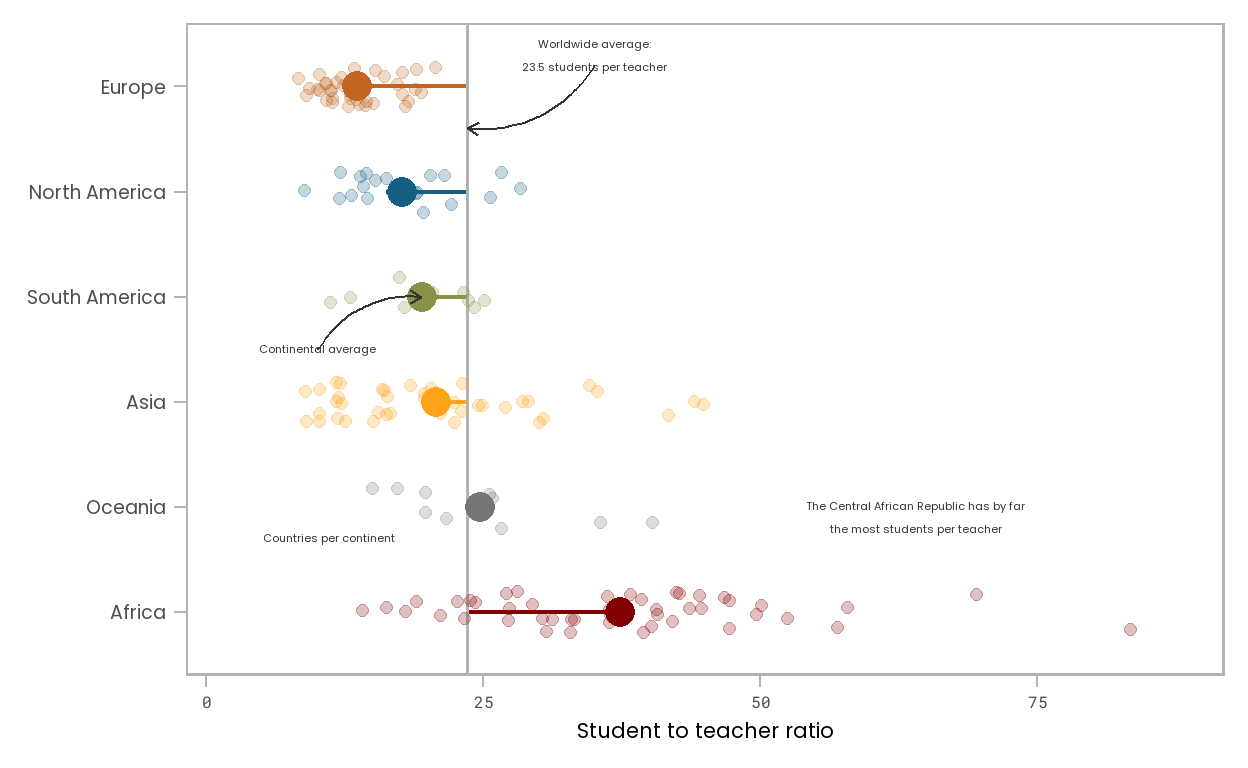 Worldwide average:
23.5 students per teacher
Europe
North America
South America
Continental average
Asia
Oceania
The Central African Republic has by far
the most students per teacher
Countries per continent
Africa
0 25 50 75
Student to teacher ratio